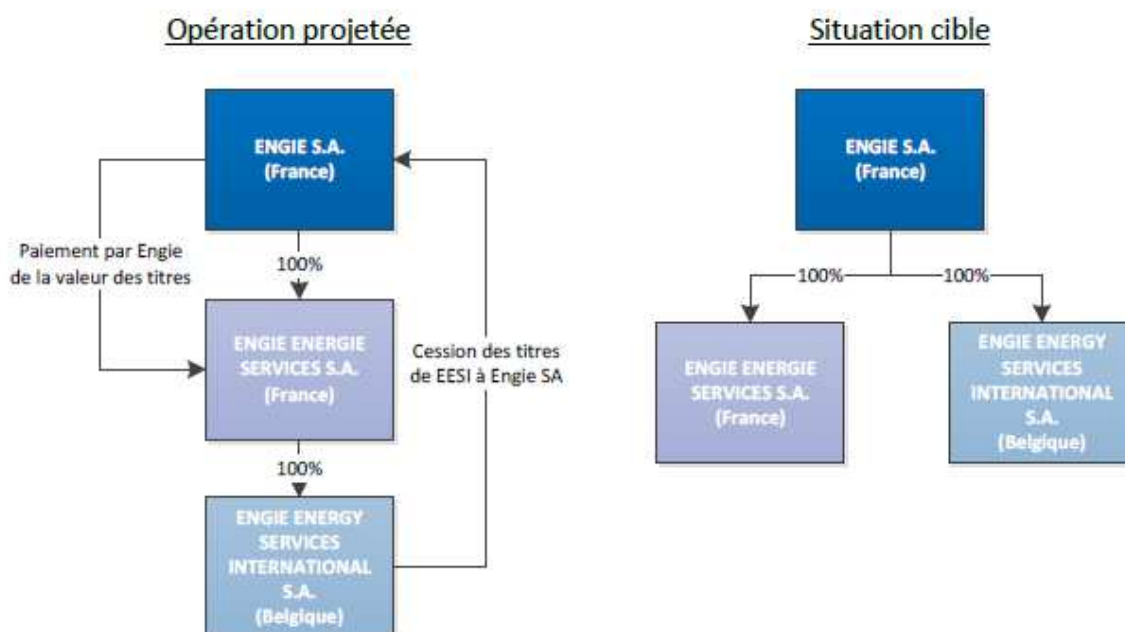 Opération projetée
ENGIE S.A.
(France)
Paiement par Engie
de la valeur des titres
100%
ENGIE ENERGIE
SERVICES S.A.
(France)
Cession des titres
de EESI à Engie SA
100%
ENGIE ENERGY
SERVICES
INTERNATIONAL
S.A.
(Belgique)
Situation cible
ENGIE S.A.
(France)
100%
100%
ENGIE ENERGIE
SERVICES S.A.
(France)
ENGIE ENERGY
SERVICES
INTERNATIONAL
S.A.
(Belgique)